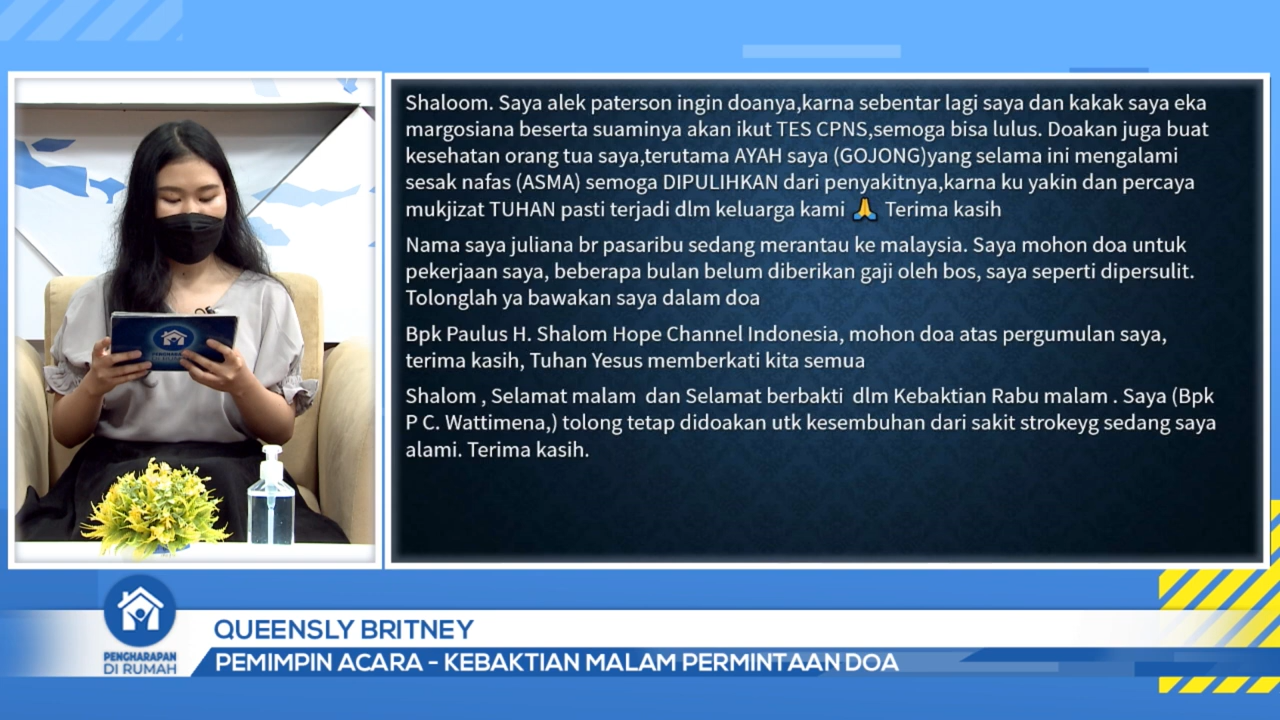 Shaloom. Saya alek paterson ingin doanya,karna sebentar lagi saya dan kakak saya eka
margosiana beserta suaminya akan ikut TES CPNS,semoga bisa lulus. Doakan juga buat
kesehatan orang tua saya,terutama AYAH saya (GOJONG)yang selama ini mengalami
sesak nafas (ASMA) semoga DIPULIHKAN dari penyakitnya,karna ku yakin dan percaya
mukjizat TUHAN pasti terjadi dlm keluarga kami 🙏 Terima kasih
Nama saya juliana br pasaribu sedang merantau ke malaysia. Saya mohon doa untuk
pekerjaan saya, beberapa bulan belum diberikan gaji oleh bos, saya seperti dipersulit.
Tolonglah ya bawakan saya dalam doa
Bpk Paulus H. Shalom Hope Channel Indonesia, mohon doa atas pergumulan saya,
terima kasih, Tuhan Yesus memberkati kita semua
Shalom , Selamat malam dan Selamat berbakti dlm Kebaktian Rabu malam . Saya (Bpk
P C. Wattimena,) tolong tetap didoakan utk kesembuhan dari sakit strokeyg sedang saya
alami. Terima kasih.
QUEENSLY BRITNEY
PEMIMPIN ACARA - KEBAKTIAN MALAM PERMINTAAN DOA
PENGHARAPAN
DI RUMAH